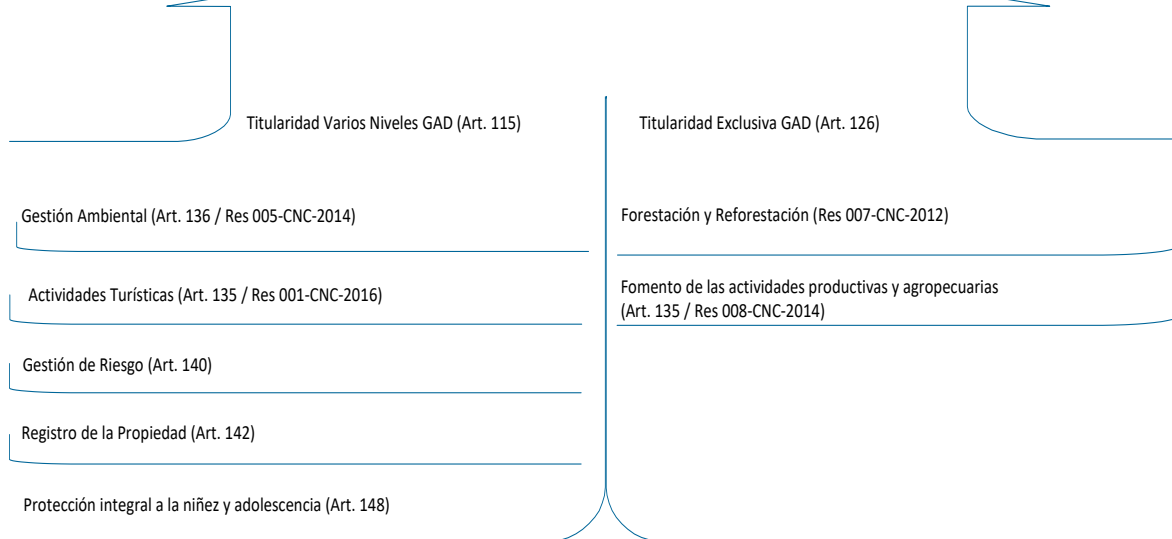 Titularidad Varios Niveles GAD (Art. 115)
Titularidad Exclusiva GAD (Art. 126)
Gestión Ambiental (Art. 136 / Res 005-CNC-2014)
Forestación y Reforestación (Res 007-CNC-2012)
Actividades Turísticas (Art. 135 / Res 001-CNC-2016)
Fomento de las actividades productivas y agropecuarias
(Art. 135 / Res 008-CNC-2014)
Gestión de Riesgo (Art. 140)
Registro de la Propiedad (Art. 142)
Protección integral a la niñez y adolescencia (Art. 148)